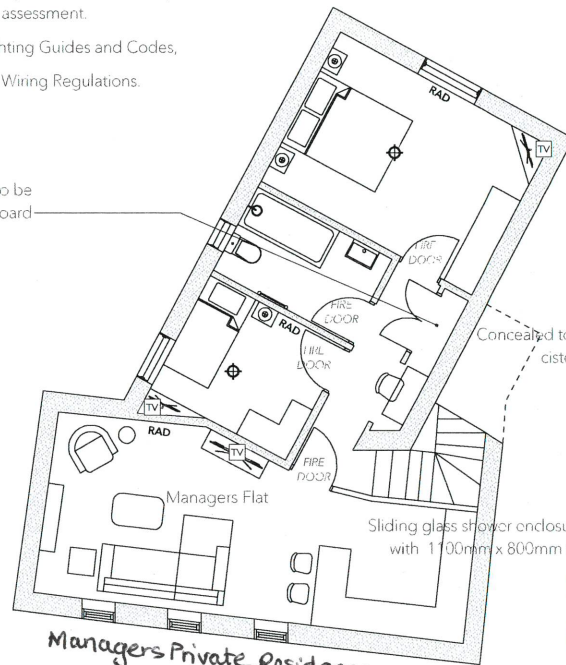 assessment.
nting Guides and Codes,
Wiring Regulations.
o be
oard
RAD
TV
FIRE
DOOR
FIRE
DOOR
RAD
FIRE
DOOR
Concealed to
ciste
TV
RAD
TV
FIRE
DOOR
Managers Flat
Sliding glass shower enclosu
with 1100mm x 800mm
Managers Private